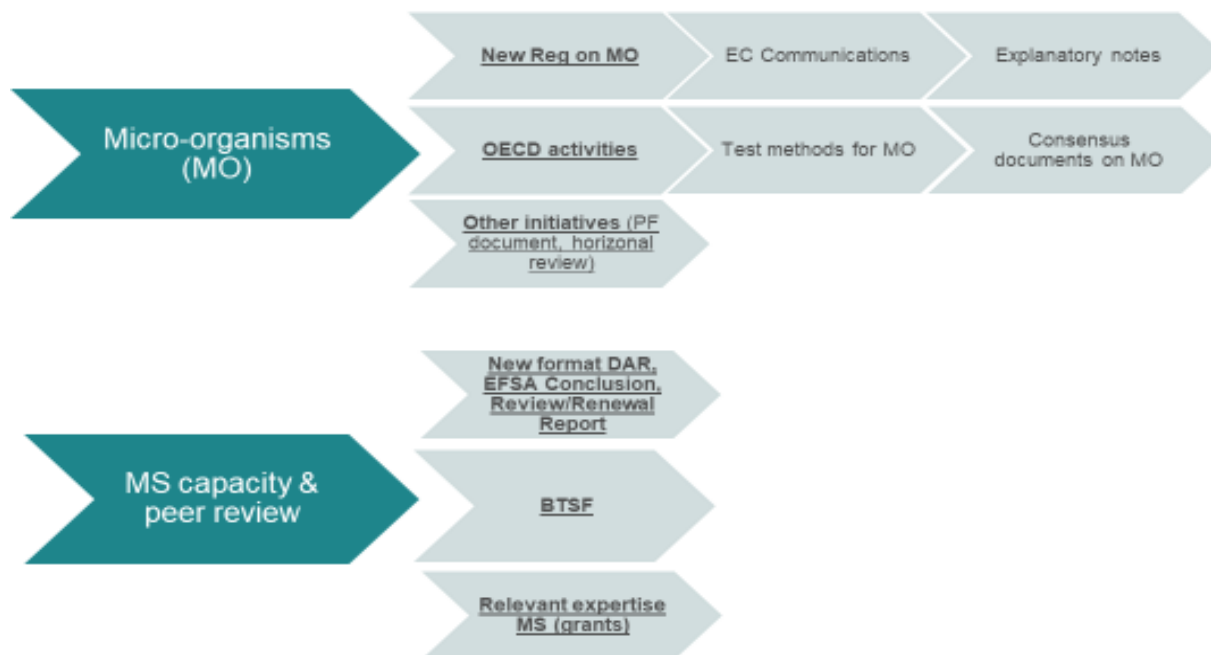 New Reg on MO
EC Communications
Explanatory notes
Micro-organisms
(MO)
OECD activities
Test methods for MO
Consensus
documents on MO
Other initiatives (PF
document, horizonal
review)
New format DAR,
EFSA Conclusion,
Review/Renewal
Report
MS capacity &
peer review
BTSF
Relevant expertise
MS (grants)